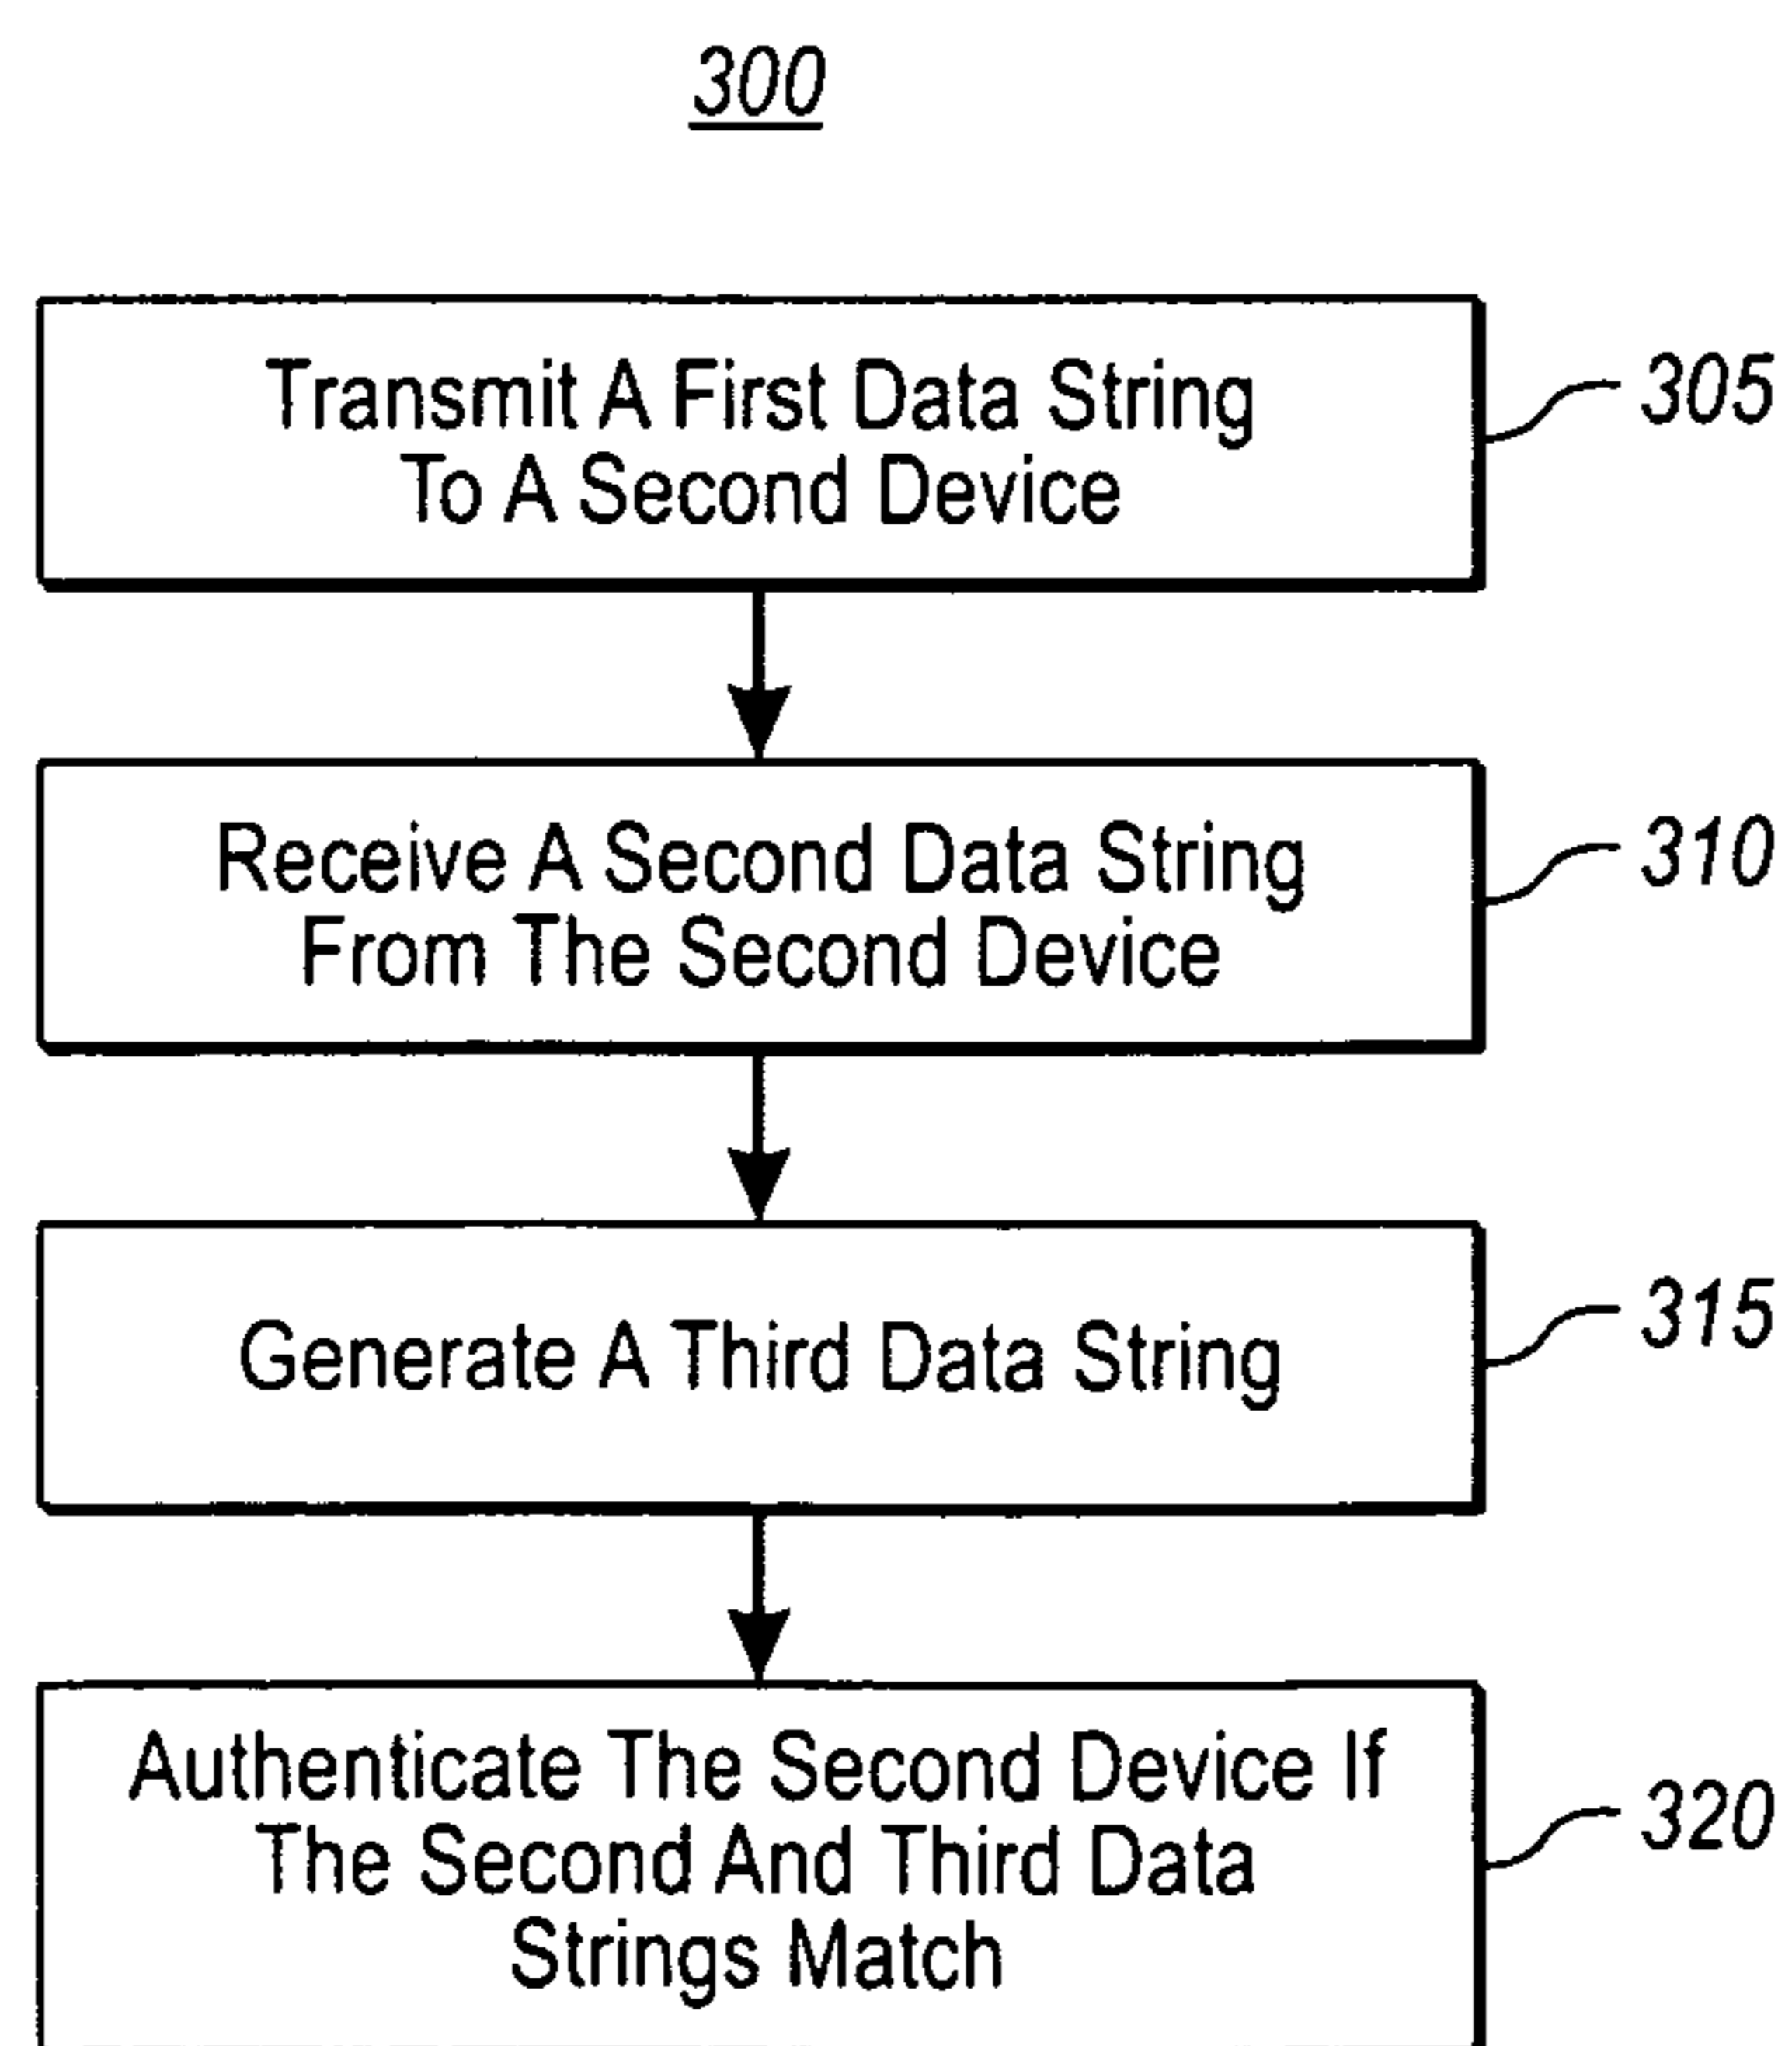 300
Transmit A First Data String
To A Second Device
305
Receive A Second Data String
From The Second Device
310
Generate A Third Data String
315
Authenticate The Second Device If
The Second And Third Data
Strings Match
320